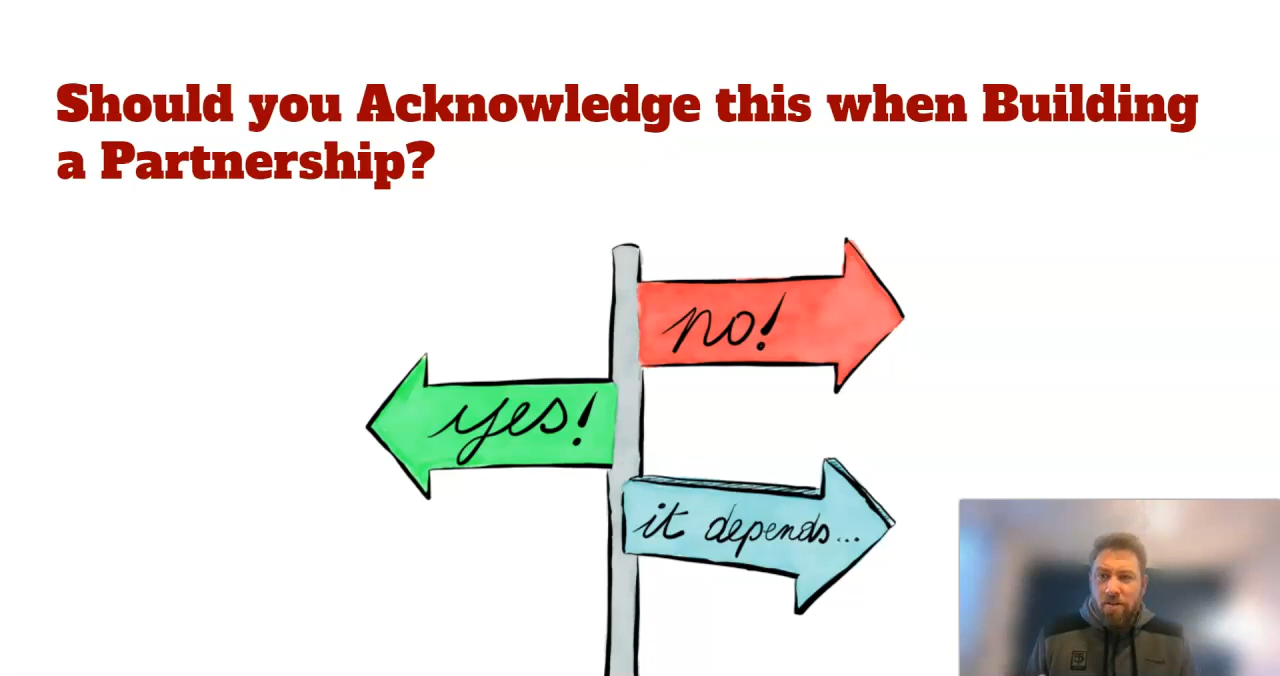 Should you Acknowledge this when Building
a Partnership?
no!
yes!
it depends...